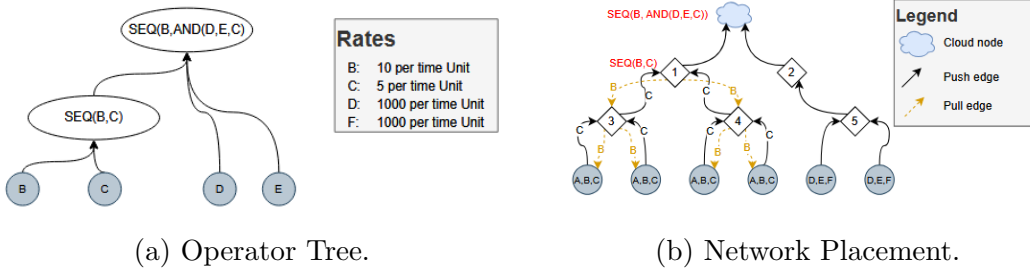 SEQ(B,AND(D,E,C)
SEQ(B,C)
B
C
D
E
Rates
B: 10 per time Unit
C: 5 per time Unit
D: 1000 per time Unit
F: 1000 per time Unit
(a) Operator Tree.
SEQ(B, AND(D,E,C))
SEQ(B,C)
1
2
B
B
C
C
3
4
5
C
B
B
C
C
B
B
C
A,B,C
A,B,C
A,B,C
A,B,C
D,E,F
D,E,F
Legend
Cloud node
Push edge
Pull edge
(b) Network Placement.